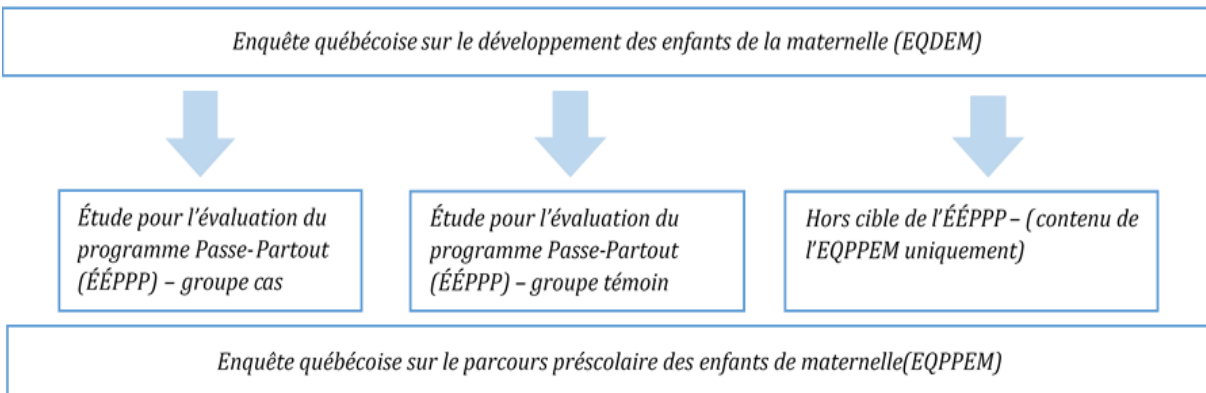 Enquête québécoise sur le développement des enfants de la maternelle (EQDEM)
Étude pour l'évaluation du
programme Passe-Partout
(ÉÉPPP) – groupe cas
Étude pour l'évaluation du
programme Passe-Partout
(ÉÉPPP) – groupe témoin
Hors cible de l'ÉÉPPP – (contenu de
l'EQPPEM uniquement)
Enquête québécoise sur le parcours préscolaire des enfants de maternelle(EQPPEM)